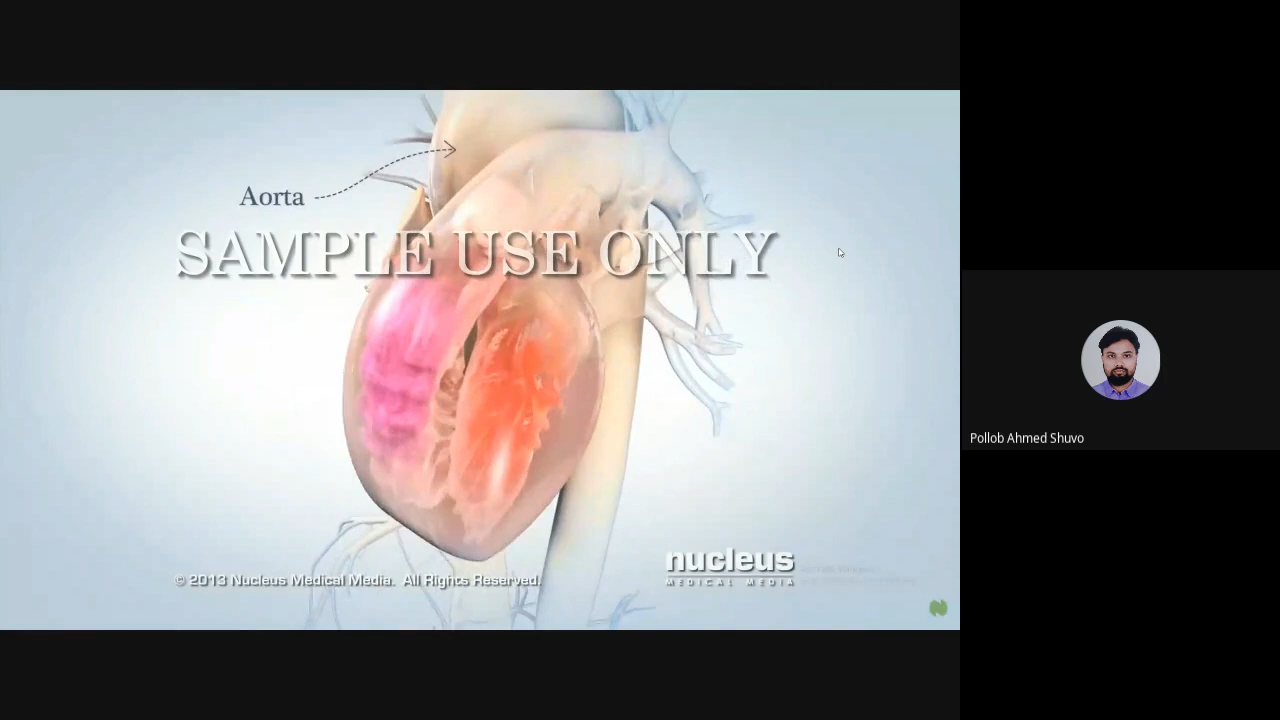 Aorta
SAMPLE USE ONLY
© 2013 Nucleus Medical Media. All Rights Reserved.
nucleus
MEDICAL MEDIA
Pollob Ahmed Shuvo